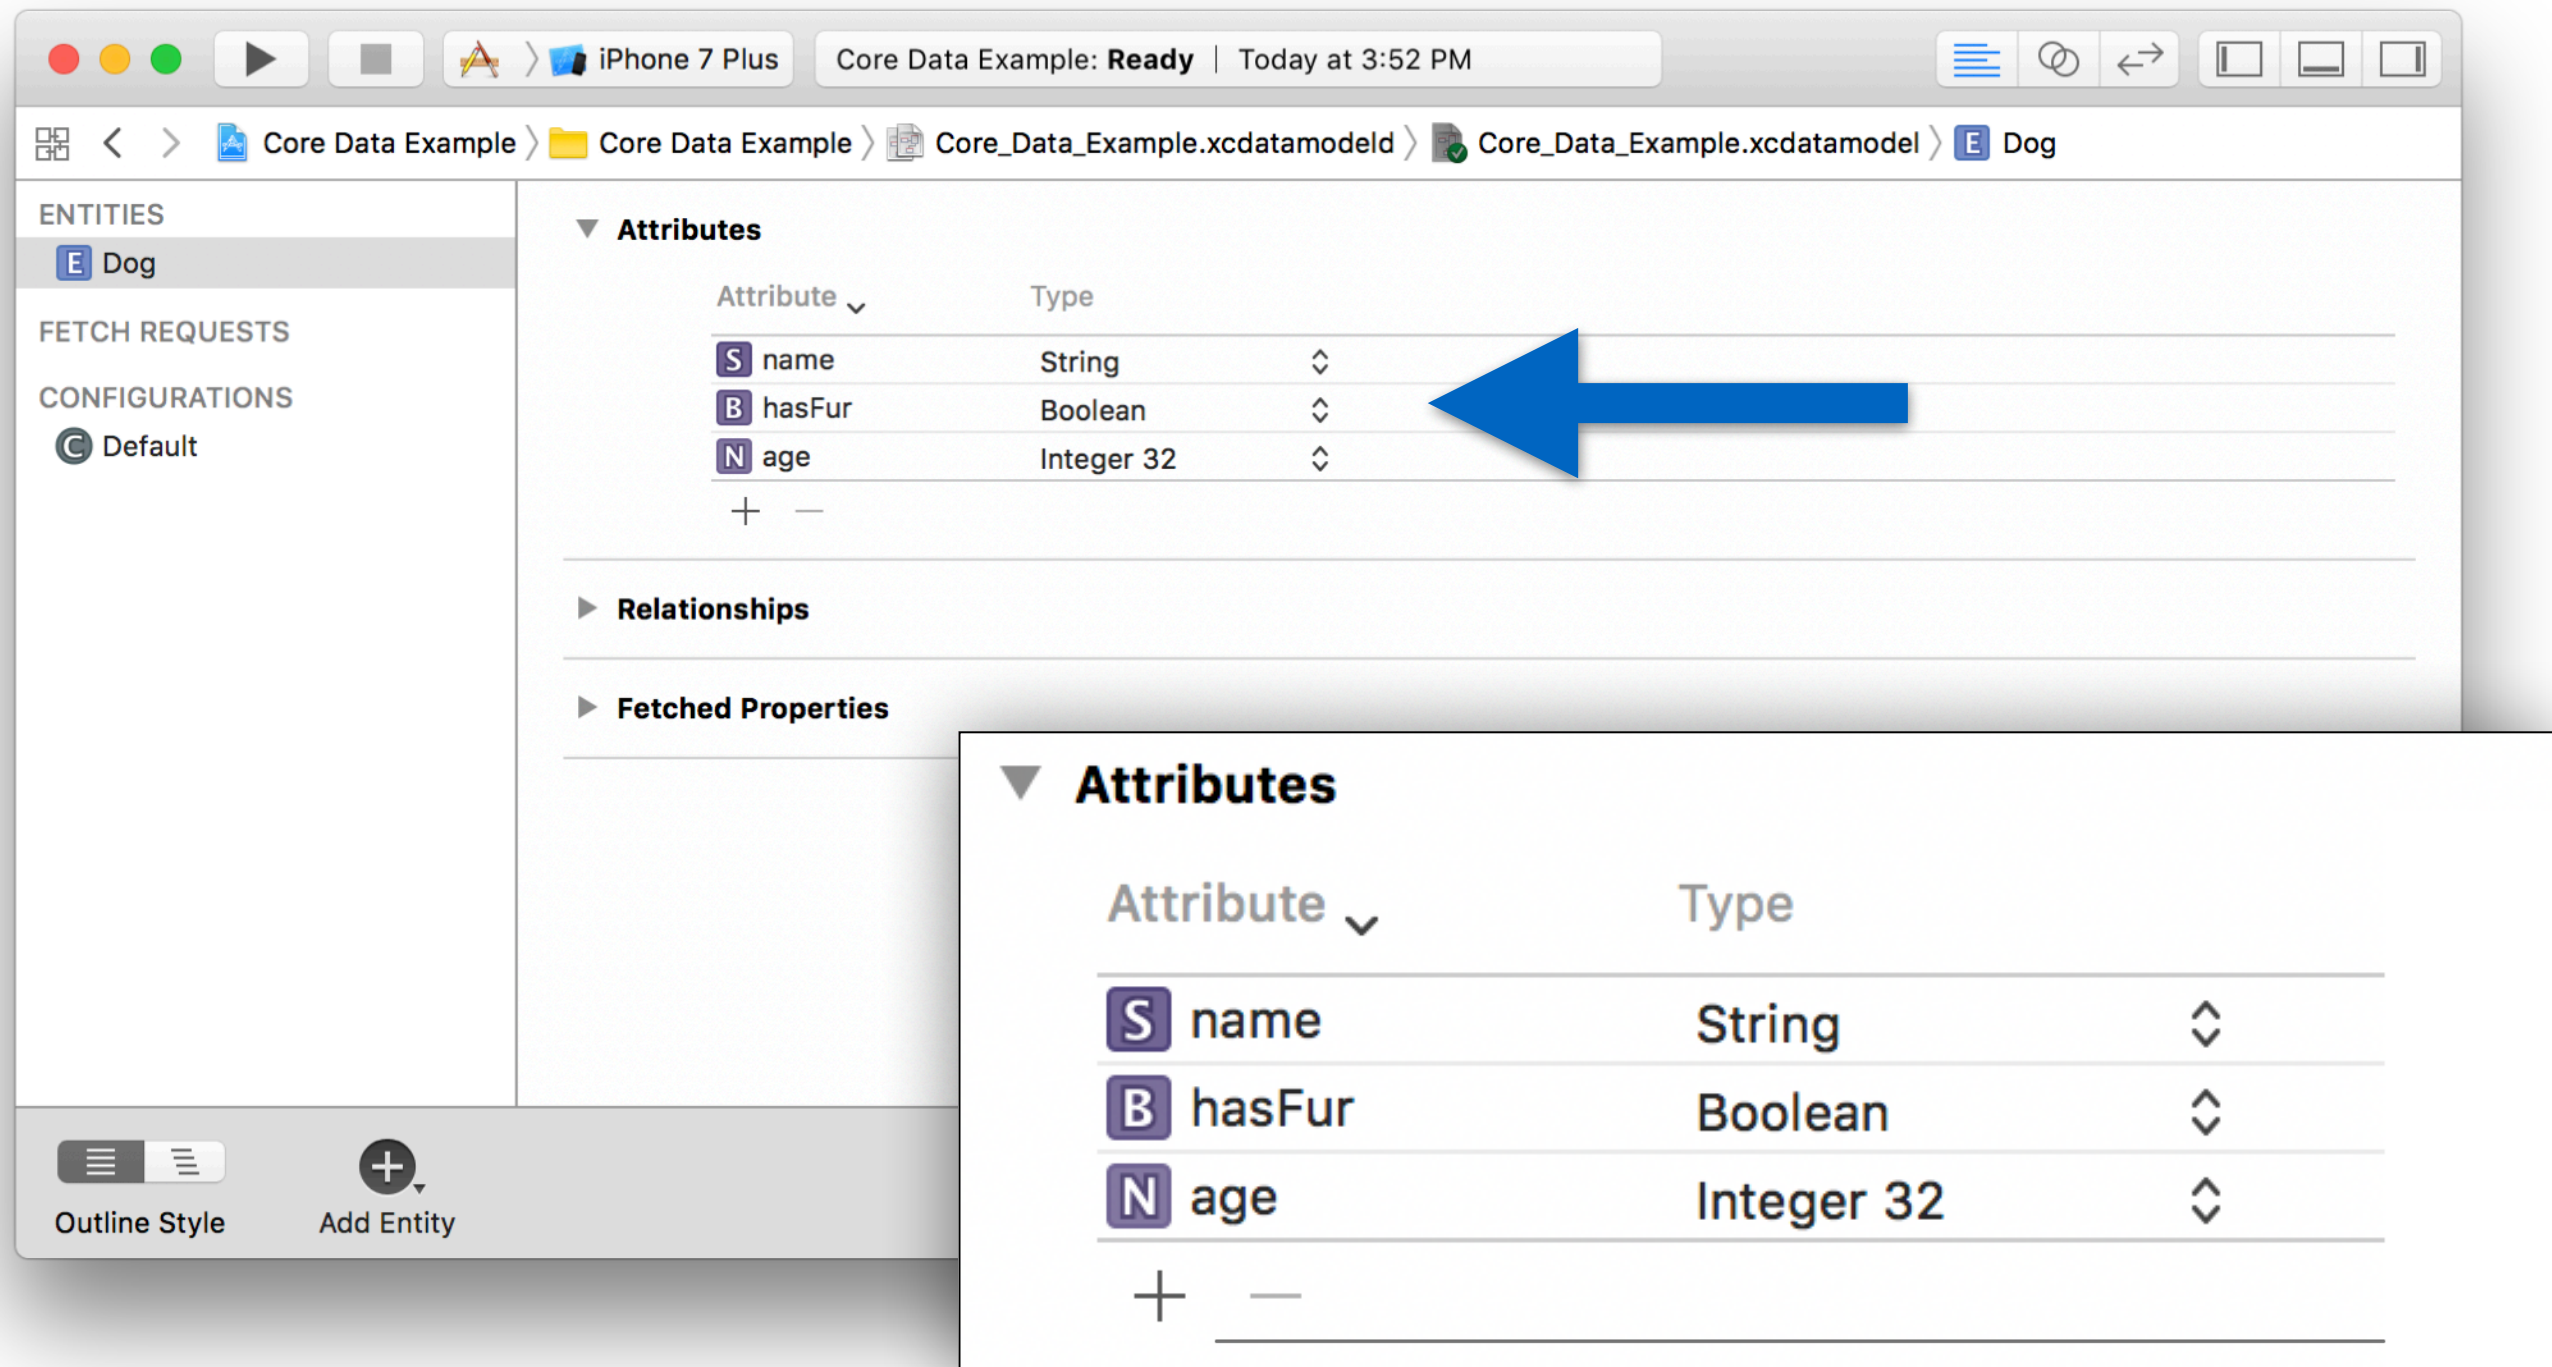 iPhone 7 Plus
Core Data Example: Ready | Today at 3:52 PM
Core Data Example Core Data Example Core_Data_Example.xcdatamodeld Core_Data_Example.xcdatamodel E Dog
ENTITIES
E Dog
FETCH REQUESTS
CONFIGURATIONS
C Default
Attributes
Attribute Type
S name String
B hasFur Boolean
N age Integer 32
Relationships
Fetched Properties
Outline Style
Add Entity
Attributes
Attribute Type
S name String
B hasFur Boolean
N age Integer 32